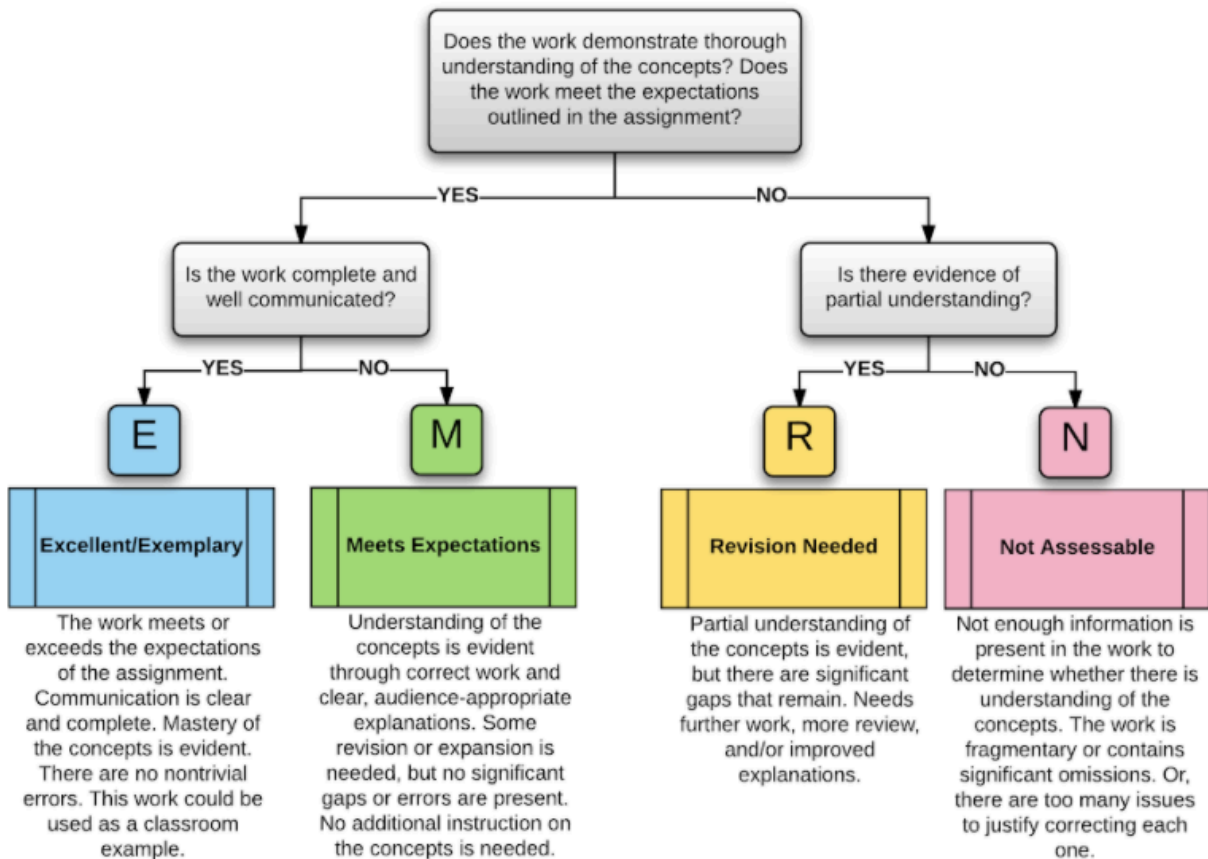 Does the work demonstrate thorough
understanding of the concepts? Does
the work meet the expectations
outlined in the assignment?
YES
NO
Is the work complete and
well communicated?
Is there evidence of
partial understanding?
YES
NO
YES
NO
E
M
R
N
Excellent/Exemplary
Meets Expectations
Revision Needed
Not Assessable
The work meets or
exceeds the expectations
of the assignment.
Communication is clear
and complete. Mastery of
the concepts is evident.
There are no nontrivial
errors. This work could be
used as a classroom
example.
Understanding of the
concepts is evident
through correct work and
clear, audience-appropriate
explanations. Some
revision or expansion is
needed, but no significant
gaps or errors are present.
No additional instruction on
the concepts is needed.
Partial understanding of
the concepts is evident,
but there are significant
gaps that remain. Needs
further work, more review,
and/or improved
explanations.
Not enough information is
present in the work to
determine whether there is
understanding of the
concepts. The work is
fragmentary or contains
significant omissions. Or,
there are too many issues
to justify correcting each
one.